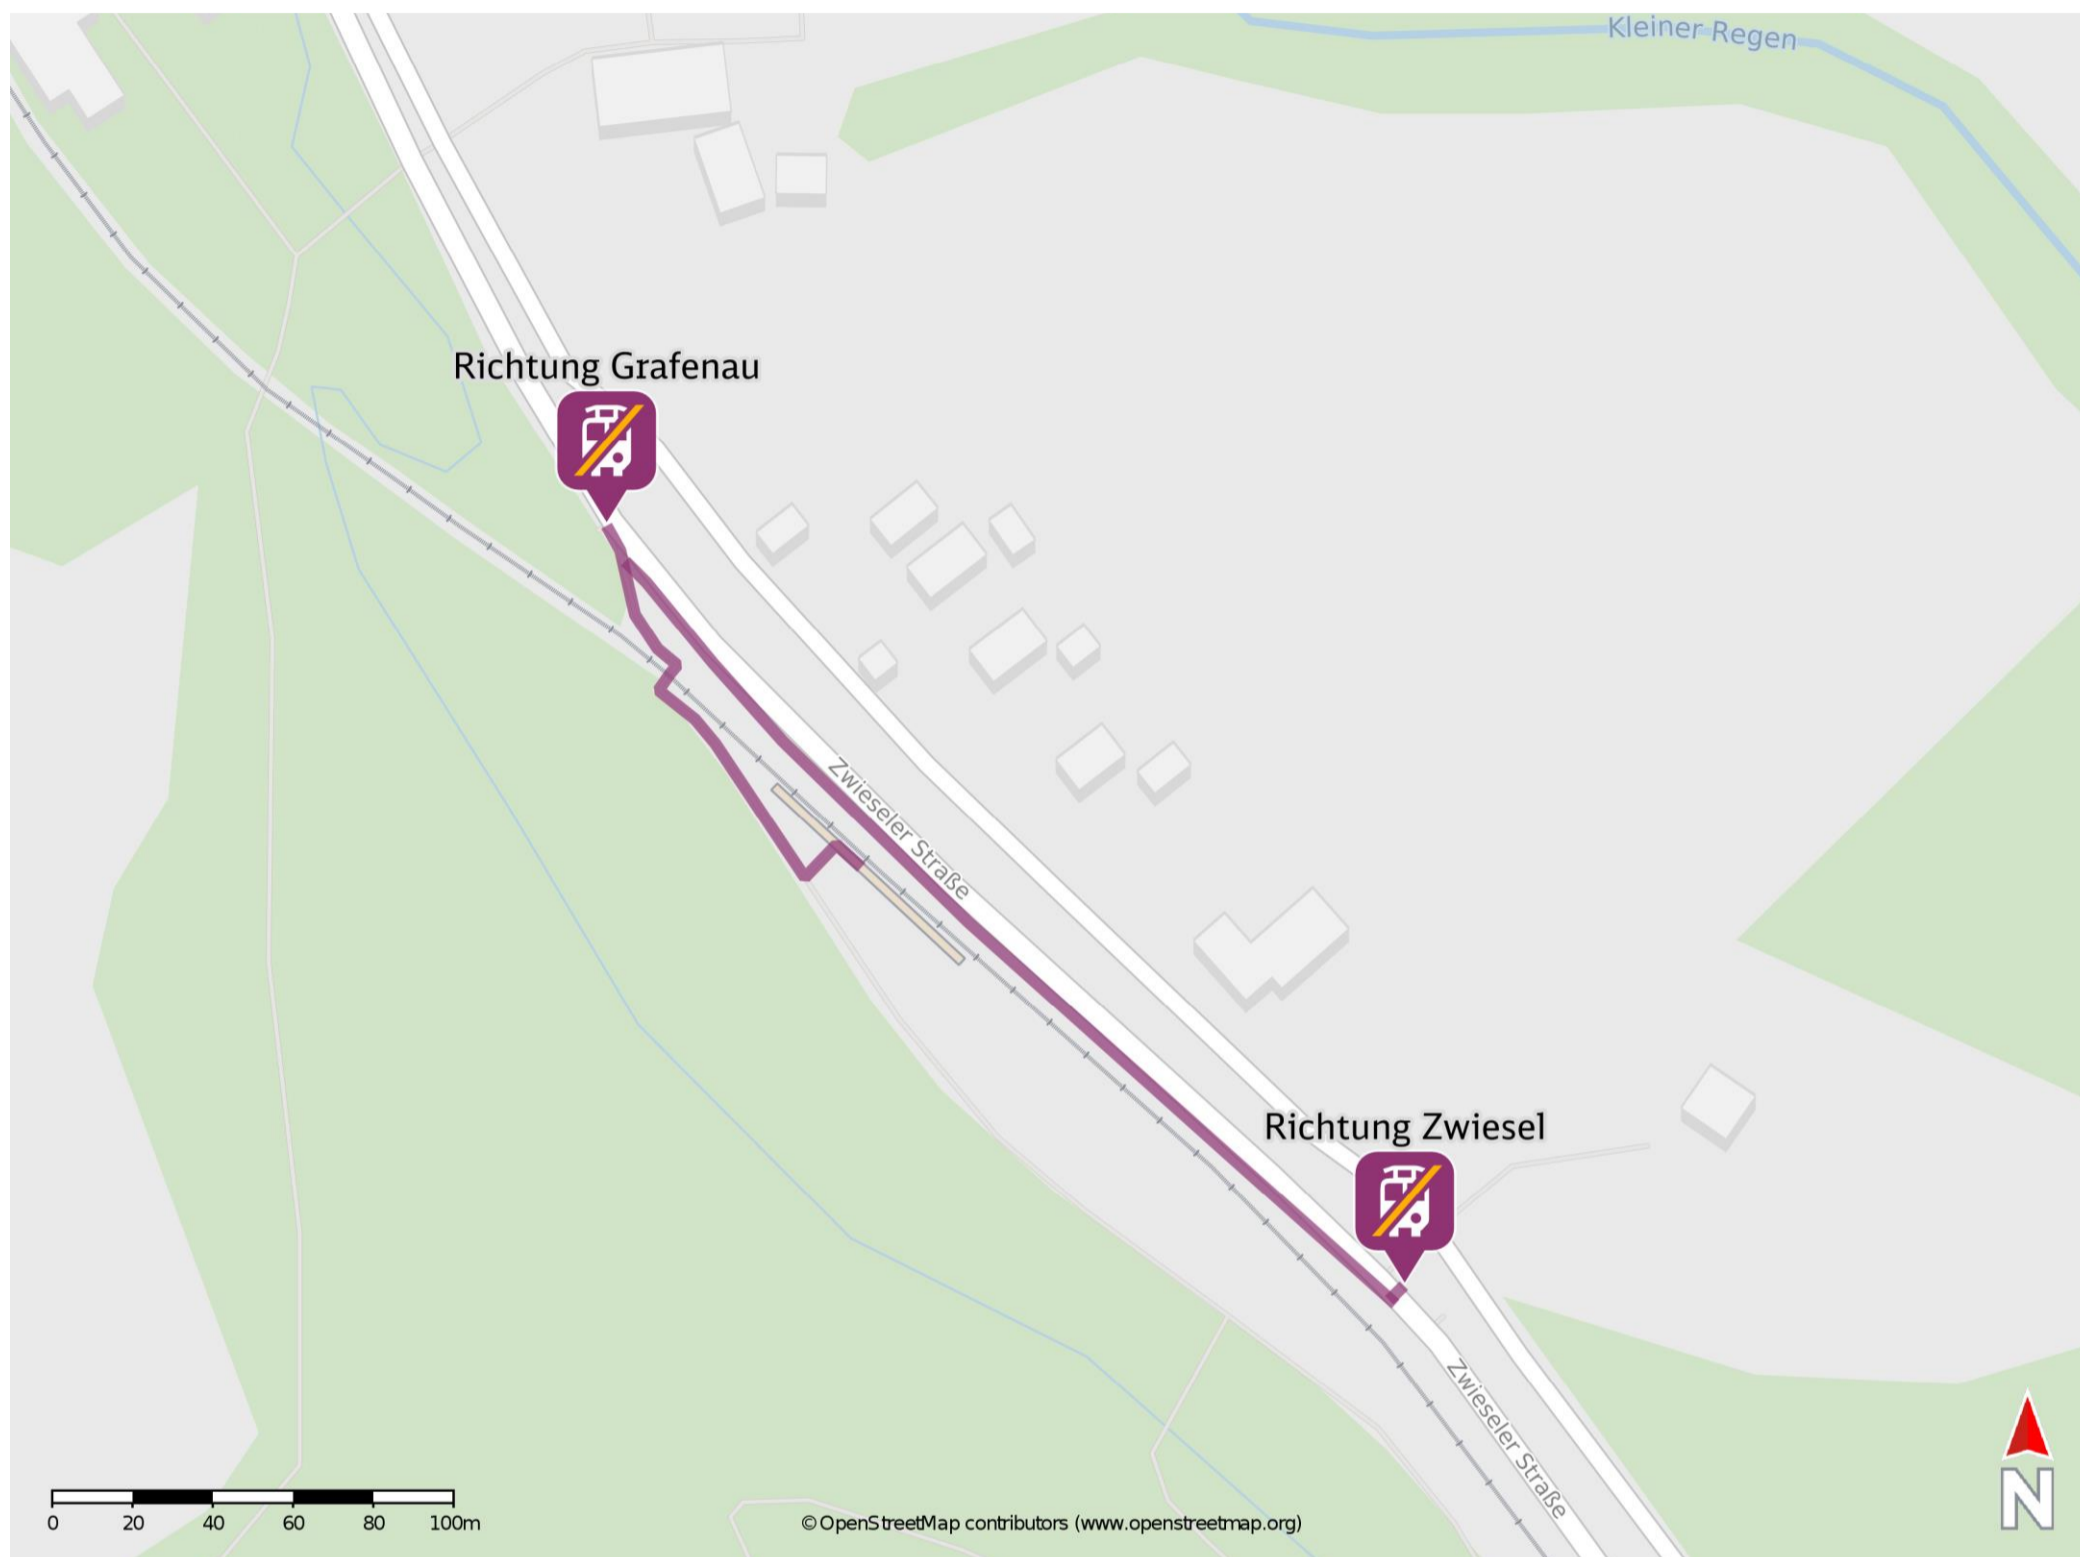 Kleiner Regen
Richtung Grafenau
Zwieseler Straße
Richtung Zwiesel
Zwieseler Straße
0 20 40 60 80 100m
© OpenStreetMap contributors (www.openstreetmap.org)
N